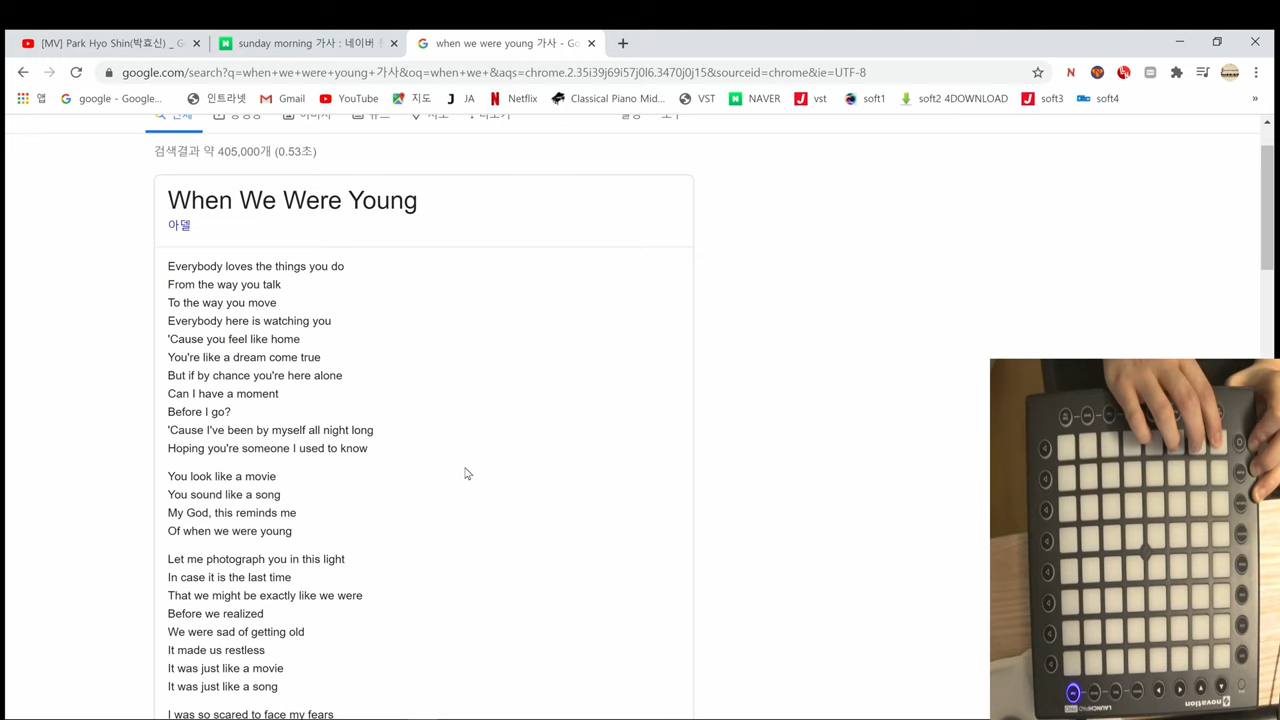 [MV] Park Hyo Shin(박효신) _
sunday morning 가사 : 네이버
when we were young 가사 - Go
google.com/search?q=when+we+were+young+가사&oq=when+we+&aqs=chrome.2.35i39j69i57j0l6.3470j0j15&sourceid=chrome&ie=UTF-8
앱 google - Google... 인트라넷 Gmail YouTube 지도 JA Netflix Classical Piano Mid... VST NAVER vst soft1 soft2 4DOWNLOAD soft3 soft4
검색결과 약 405,000개 (0.53초)
When We Were Young
아델
Everybody loves the things you do
From the way you talk
To the way you move
Everybody here is watching you
'Cause you feel like home
You're like a dream come true
But if by chance you're here alone
Can I have a moment
Before I go?
'Cause I've been by myself all night long
Hoping you're someone I used to know
You look like a movie
You sound like a song
My God, this reminds me
Of when we were young
Let me photograph you in this light
In case it is the last time
That we might be exactly like we were
Before we realized
We were sad of getting old
It made us restless
It was just like a movie
It was just like a song
I was so scared to face my fears
novation
LAUNCHPAD